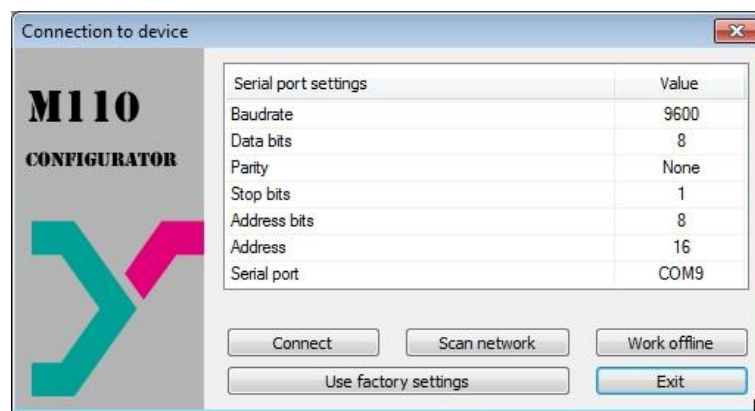 Connection to device
M110
CONFIGURATOR
Serial port settings Value
Baudrate 9600
Data bits 8
Parity None
Stop bits 1
Address bits 8
Address 16
Serial port COM9
Connect Scan network Work offline
Use factory settings Exit